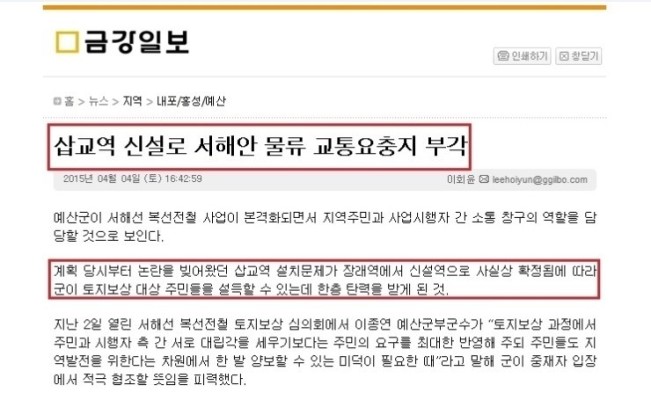 금강일보
인쇄하기 창닫기
홈 > 뉴스 > 지역 > 내포/홍성/예산
삽교역 신설로 서해안 물류 교통요충지 부각
2015년 04월 04일 (토) 16:42:59 이회윤 leehoiyun@ggilbo.com
예산군이 서해선 복선전철 사업이 본격화되면서 지역주민과 사업시행자 간 소통 창구의 역할을 담
당할 것으로 보인다.
계획 당시부터 논란을 빚어왔던 삽교역 설치문제가 장래역에서 신설역으로 사실상 확정됨에 따라
군이 토지보상 대상 주민들을 설득할 수 있는데 한층 탄력을 받게 된 것.
지난 2일 열린 서해선 복선전철 토지보상 심의회에서 이종연 예산군부군수가 “토지보상 과정에서
주민과 시행자 측 간 서로 대립각을 세우기보다는 주민의 요구를 최대한 반영해 주되 주민들도 지
역발전을 위한다는 차원에서 한 발 양보할 수 있는 미덕이 필요한 때”라고 말해 군이 중재자 입장
에서 적극 협조할 뜻임을 피력했다.